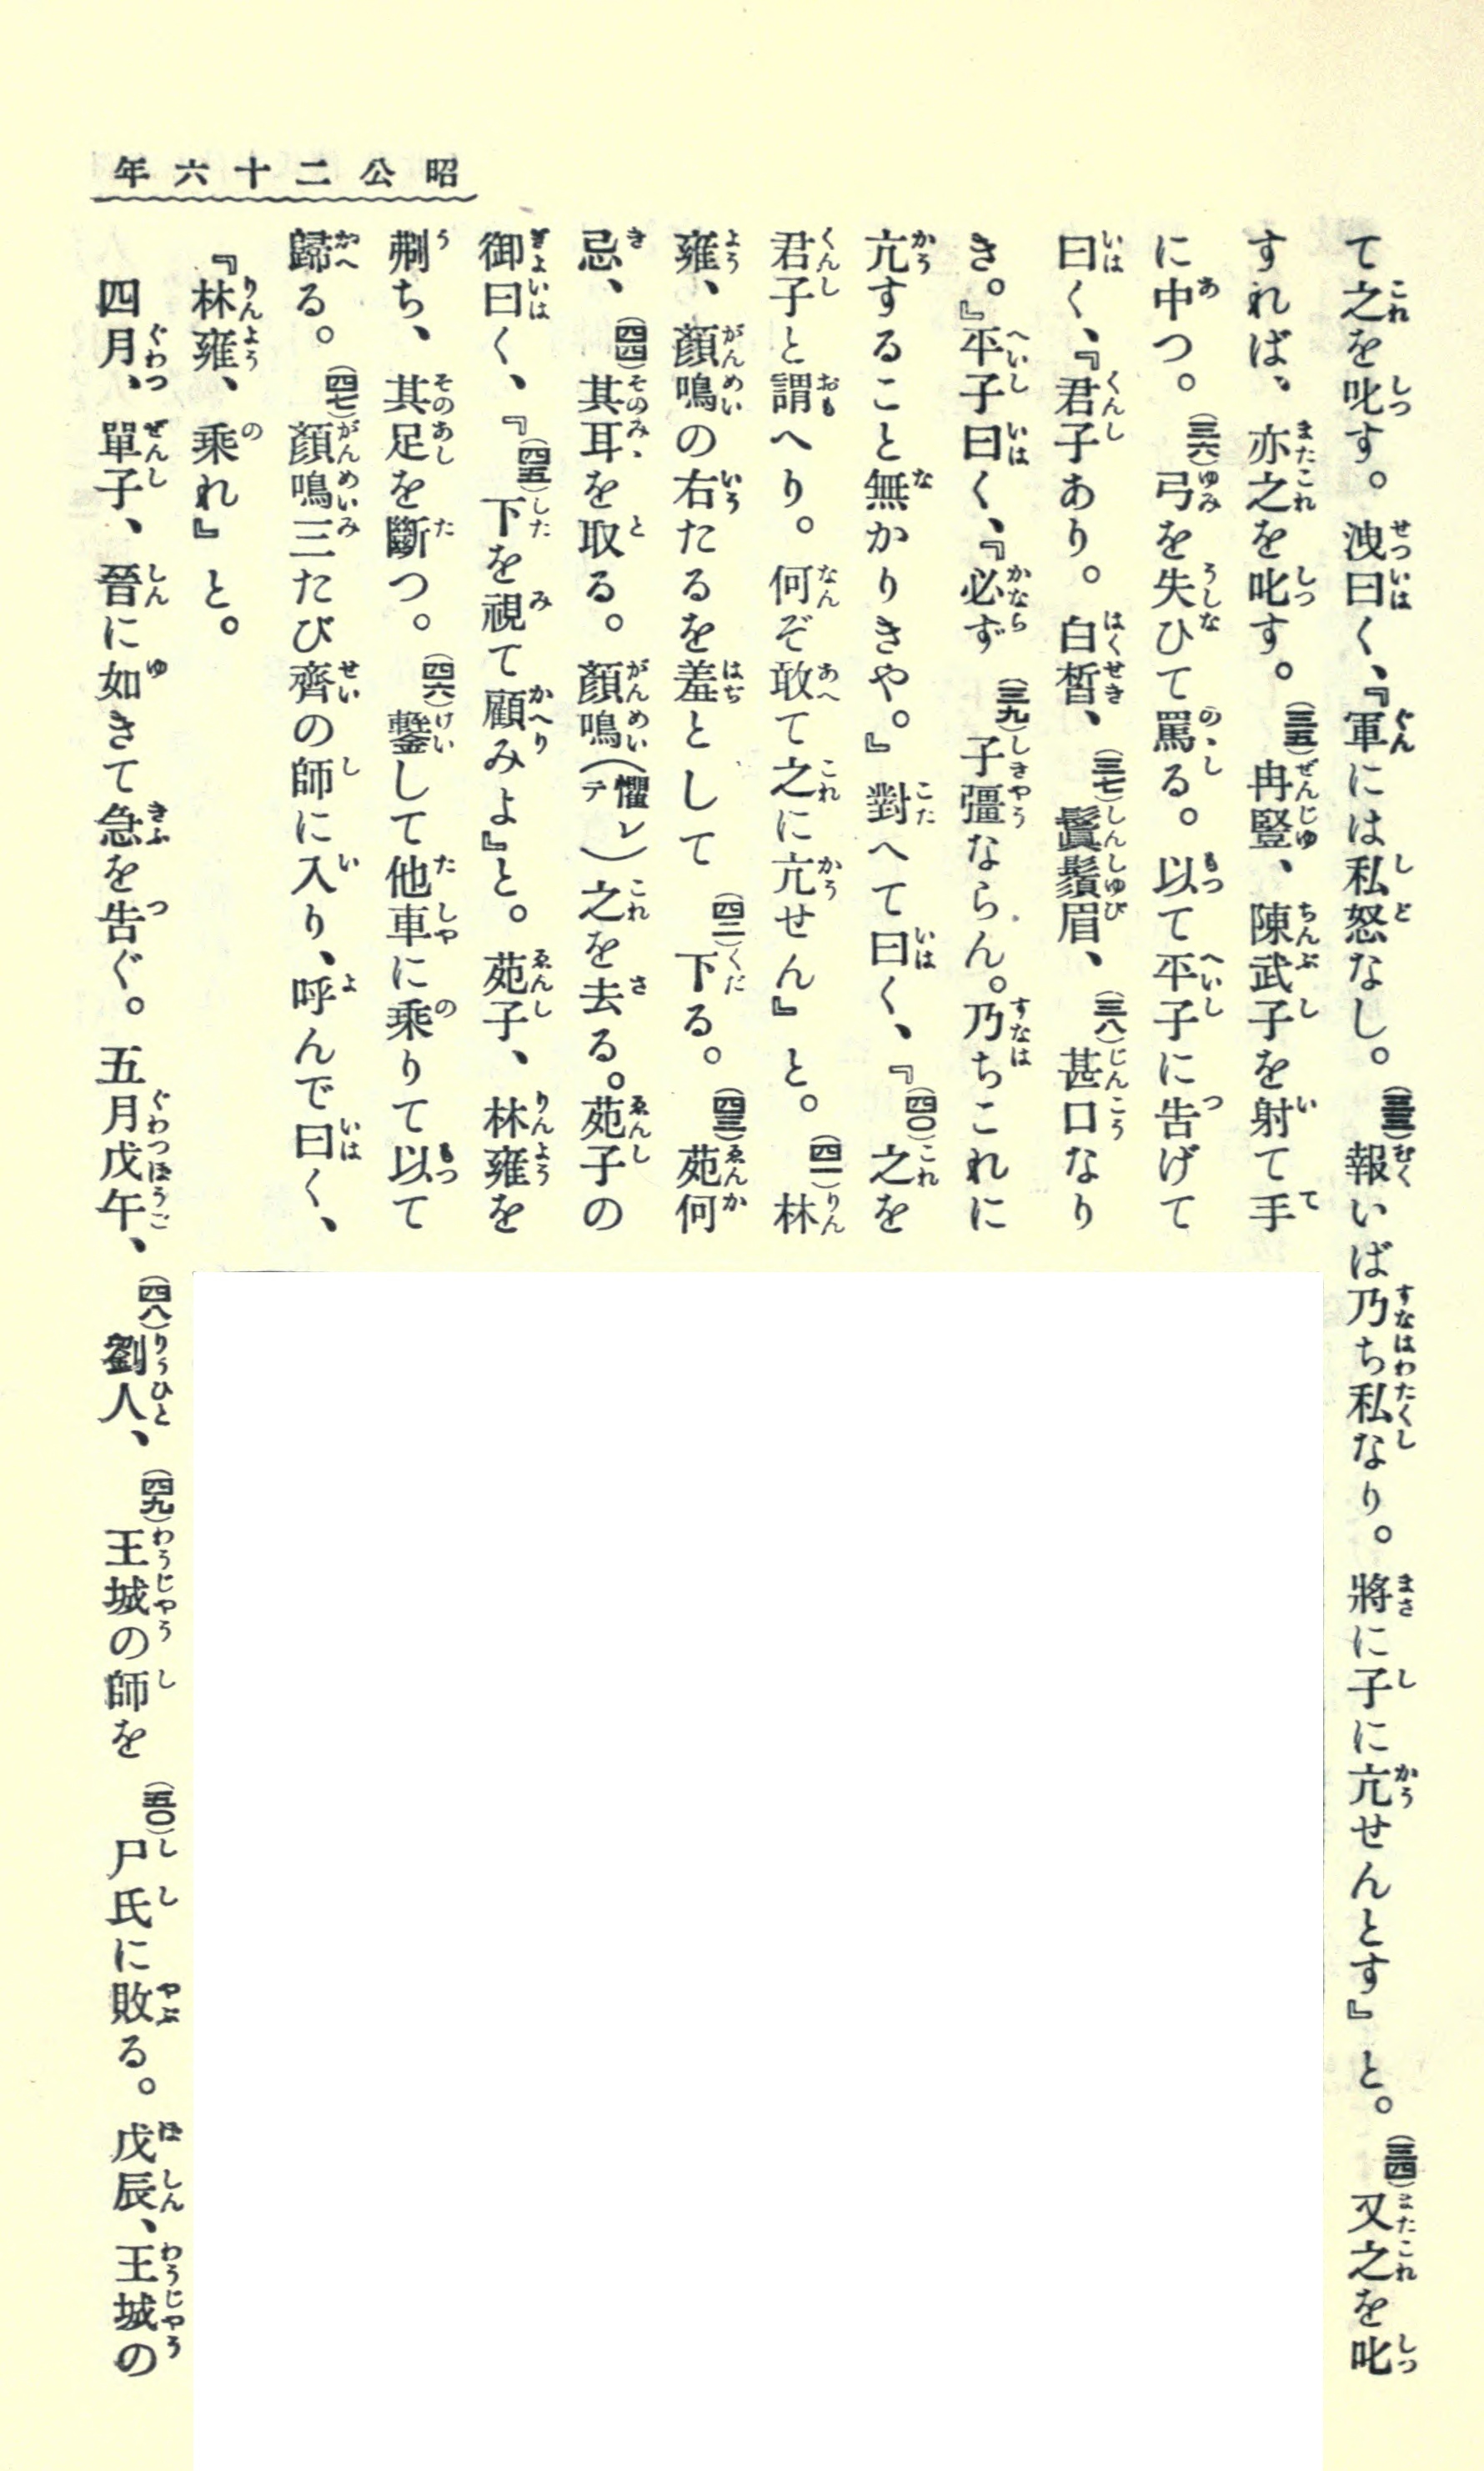 昭公二十六年
て之を叱す。洩曰く、『軍には私怒なし。(三三)報いば乃ち私なり。將に子に亢せんとす』と。(三四)又之を叱
すれば、亦之を叱す。(三五)冉豎、陳武子を射て手
に中つ。(三六)弓を失ひて罵る。以て平子に告げて
曰く、『君子あり。白皙、(三七)鬒鬚眉、(三八)甚口なり
き。』平子曰く、『必ず(三九)子彊ならん。乃ちこれに
亢すること無かりきや。』對へて曰く、『(四〇)之を
君子と謂へり。何ぞ敢て之に亢せん』と。(四一)林
雍、顏鳴の右たるを羞として(四二)下る。(四三)苑何
忌、(四四)其耳を取る。顏鳴(懼レテ)之を去る。苑子の
御曰く、『(四五)下を視て顧みよ』と。苑子、林雍を
刜ち、其足を斷つ。(四六)鑋して他車に乘りて以て
歸る。(四七)顏鳴三たび齊の師に入り、呼んで曰く、
『林雍、乘れ』と。
四月、單子、晉に如きて急を告ぐ。五月戊午、(四八)劉人、(四九)王城の師を(五〇)尸氏に敗る。戊辰、王城の